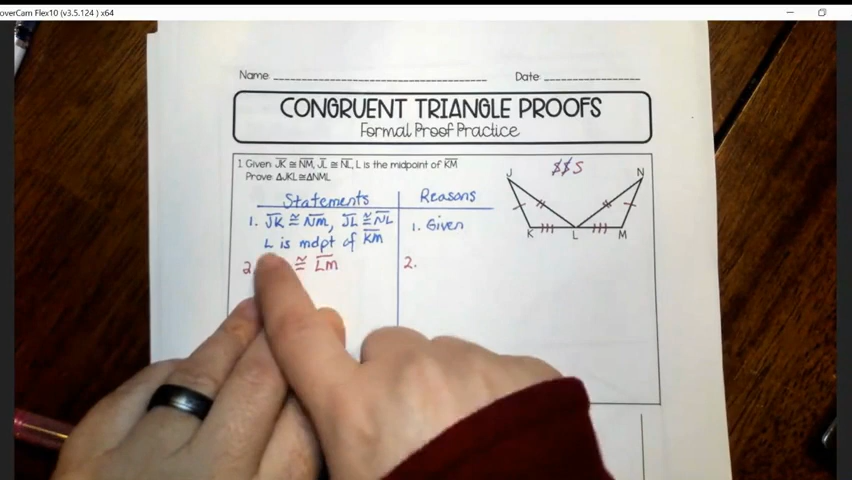 overCam Flex10 (v3.5.124 ) x64
Name: Date:
CONGRUENT TRIANGLE PROOFS
Formal Proof Practice
1. Given: JK ≅ NM, JL ≅ NL, L is the midpoint of KM
Prove: ΔJKL ≅ ΔNML
SSS
J N
K L M
Statements Reasons
1. JK ≅ NM, JL ≅ NL 1. Given
L is mdpt of KM
2. ≅ LM 2.